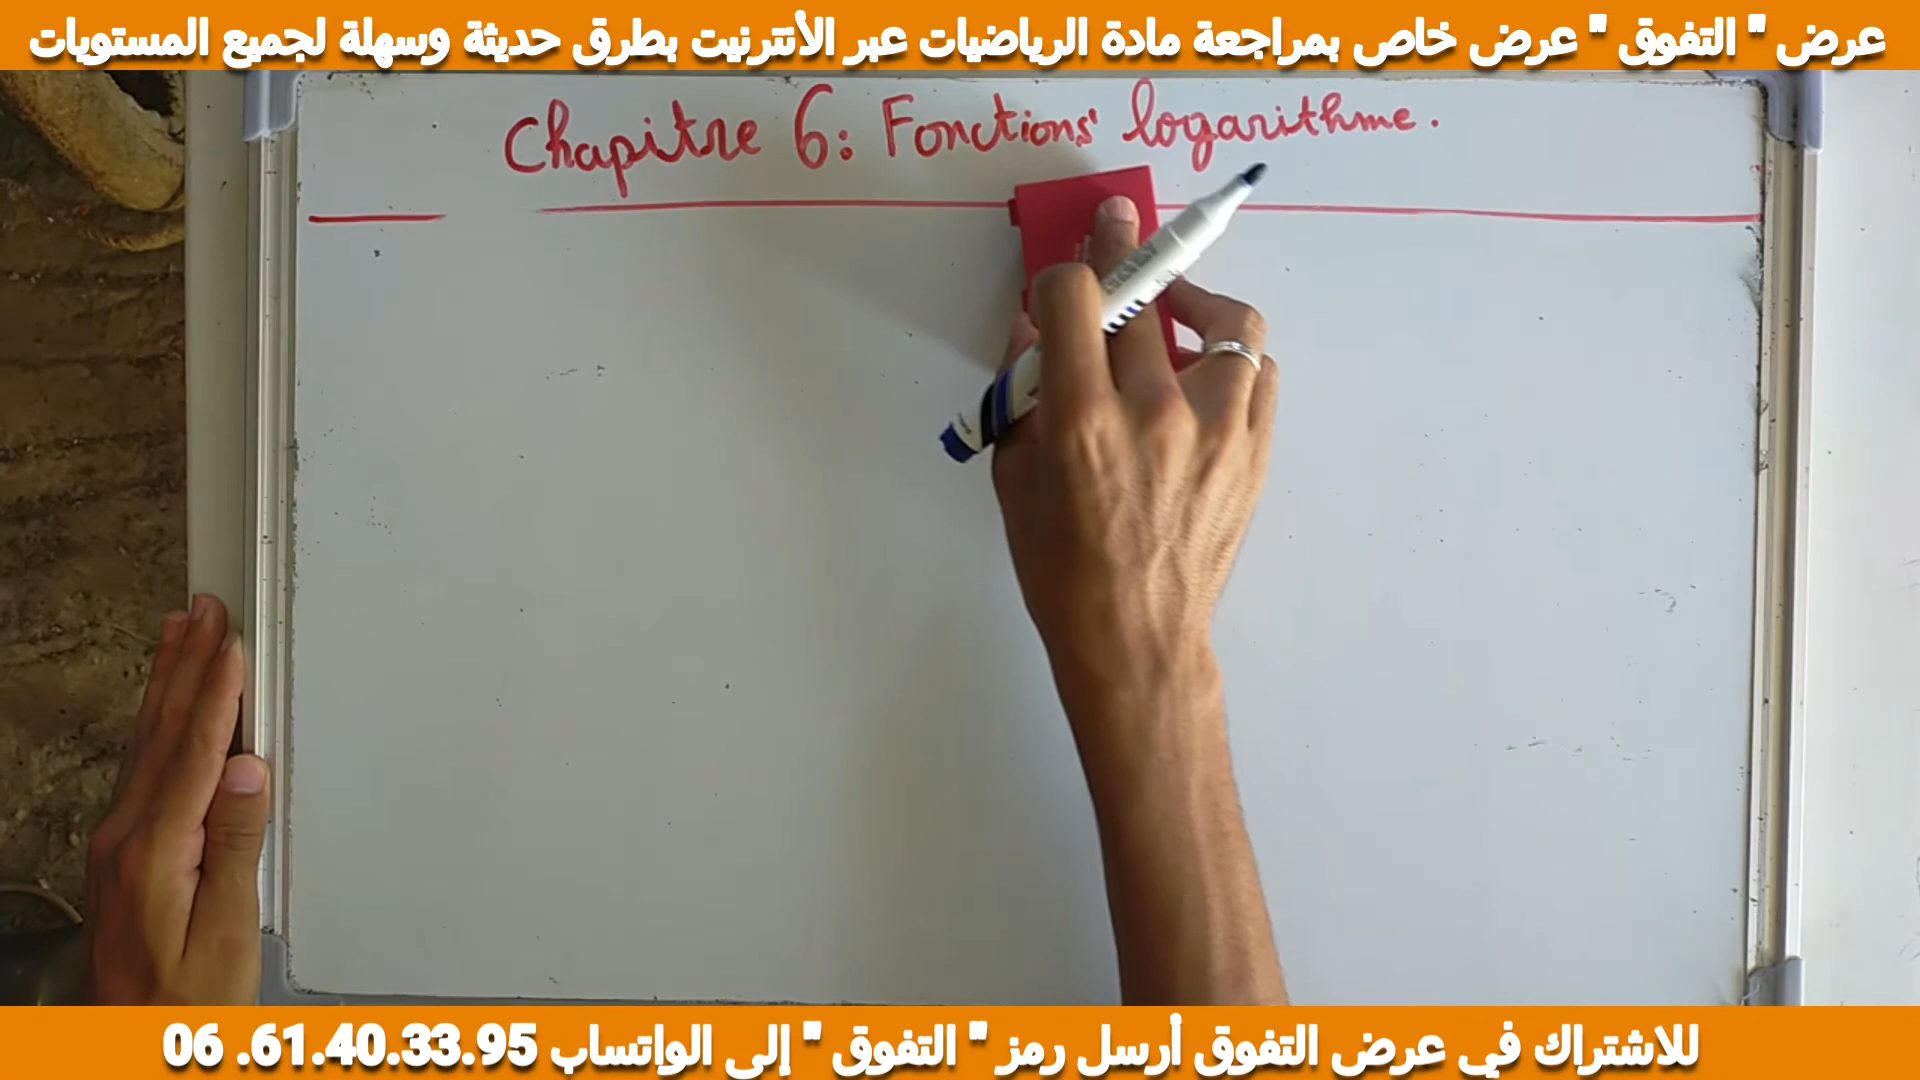 عرض " التفوق " عرض خاص بمراجعة مادة الرياضيات عبر الأنترنيت بطرق حديثة وسهلة لجميع المستويات
Chapitre 6: Fonctions logarithme.
للاشتراك في عرض التفوق أرسل رمز " التفوق " إلى الواتساب 06 .61.40.33.95